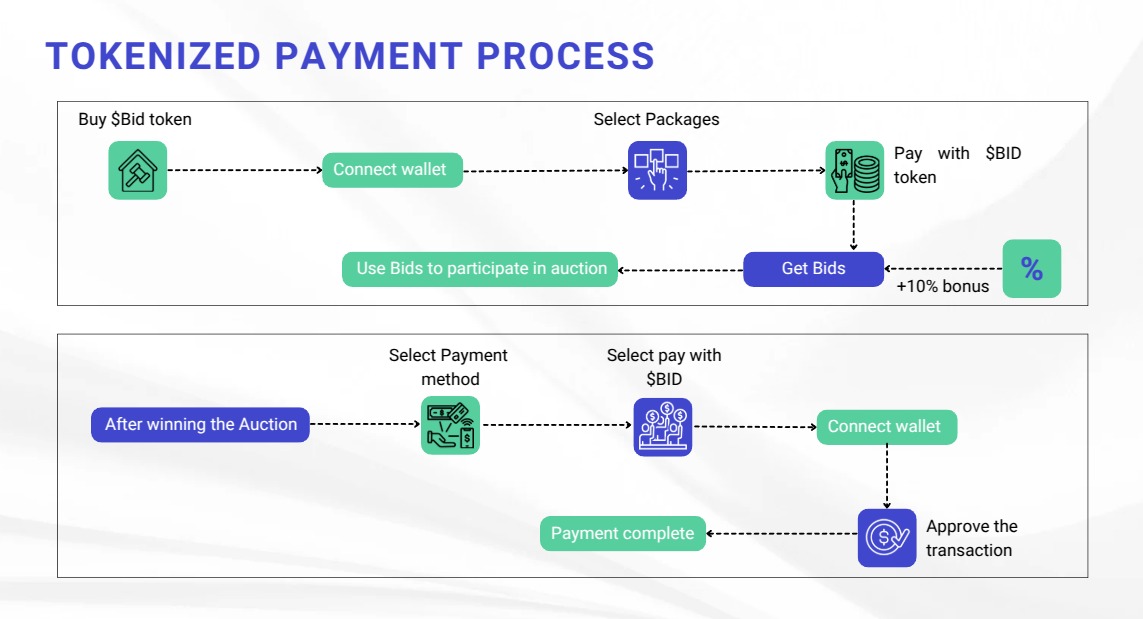 TOKENIZED PAYMENT PROCESS
Buy $Bid token
Select Packages
Connect wallet
Pay with $BID
token
Use Bids to participate in auction
Get Bids
%
+10% bonus
Select Payment
method
Select pay with
$BID
After winning the Auction
Connect wallet
Payment complete
Approve the
transaction